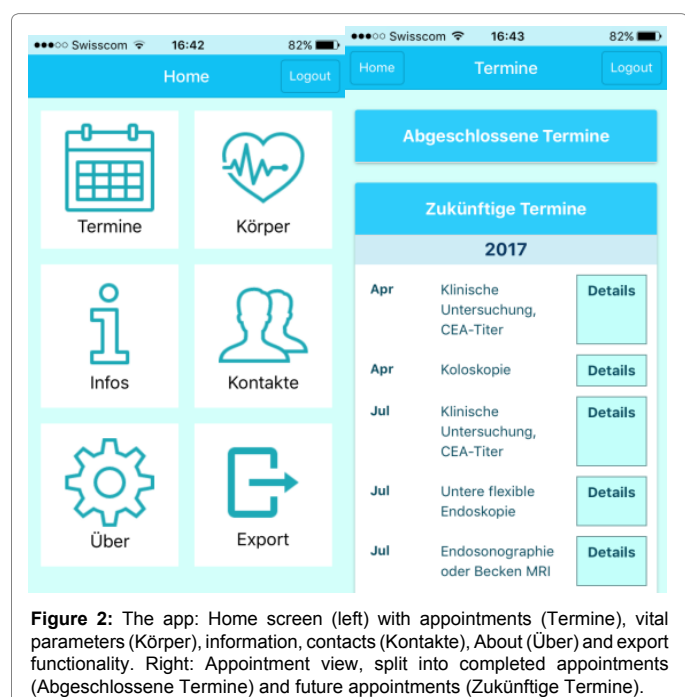 ●●●○○ Swisscom 16:42 82%
Home
Logout
Termine
Körper
Infos
Kontakte
Über
Export
●●●○○ Swisscom 16:43 82%
Home
Termine
Logout
Abgeschlossene Termine
Zukünftige Termine
2017
Apr
Klinische
Untersuchung,
CEA-Titer
Details
Apr
Koloskopie
Details
Jul
Klinische
Untersuchung,
CEA-Titer
Details
Jul
Untere flexible
Endoskopie
Details
Jul
Endosonographie
oder Becken MRI
Details
Figure 2: The app: Home screen (left) with appointments (Termine), vital
parameters (Körper), information, contacts (Kontakte), About (Über) and export
functionality. Right: Appointment view, split into completed appointments
(Abgeschlossene Termine) and future appointments (Zukünftige Termine).